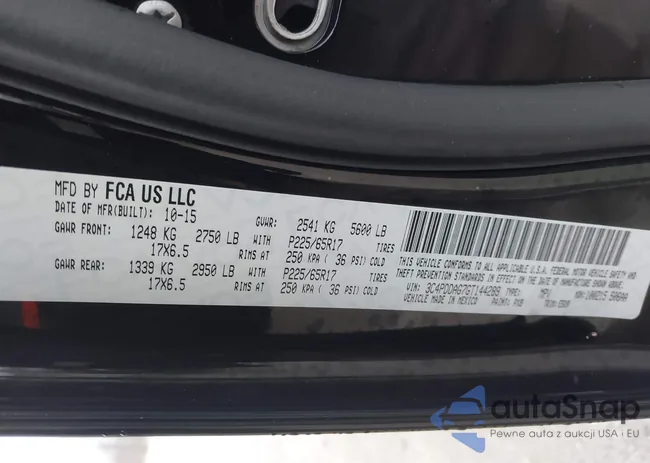 MFD BY FCA US LLC
DATE OF MFR(BUILT): 10-15 GVWR: 2541 KG 5600 LB
GAWR FRONT: 1248 KG 2750 LB WITH P225/65R17 TIRES
17X6.5 RIMS AT 250 KPA ( 36 PSI) COLD
GAWR REAR: 1339 KG 2950 LB WITH P225/65R17 TIRES
17X6.5 RIMS AT 250 KPA ( 36 PSI) COLD
THIS VEHICLE CONFORMS TO ALL APPLICABLE U.S.A. FEDERAL MOTOR VEHICLE SAFETY AND
THEFT PREVENTION STANDARDS IN EFFECT ON THE DATE OF MANUFACTURE SHOWN ABOVE.
VIN: TYPE: MPV
VEHICLE MADE IN MEXICO PAINT:
autaSnap
Pewne auta z aukcji USA i EU